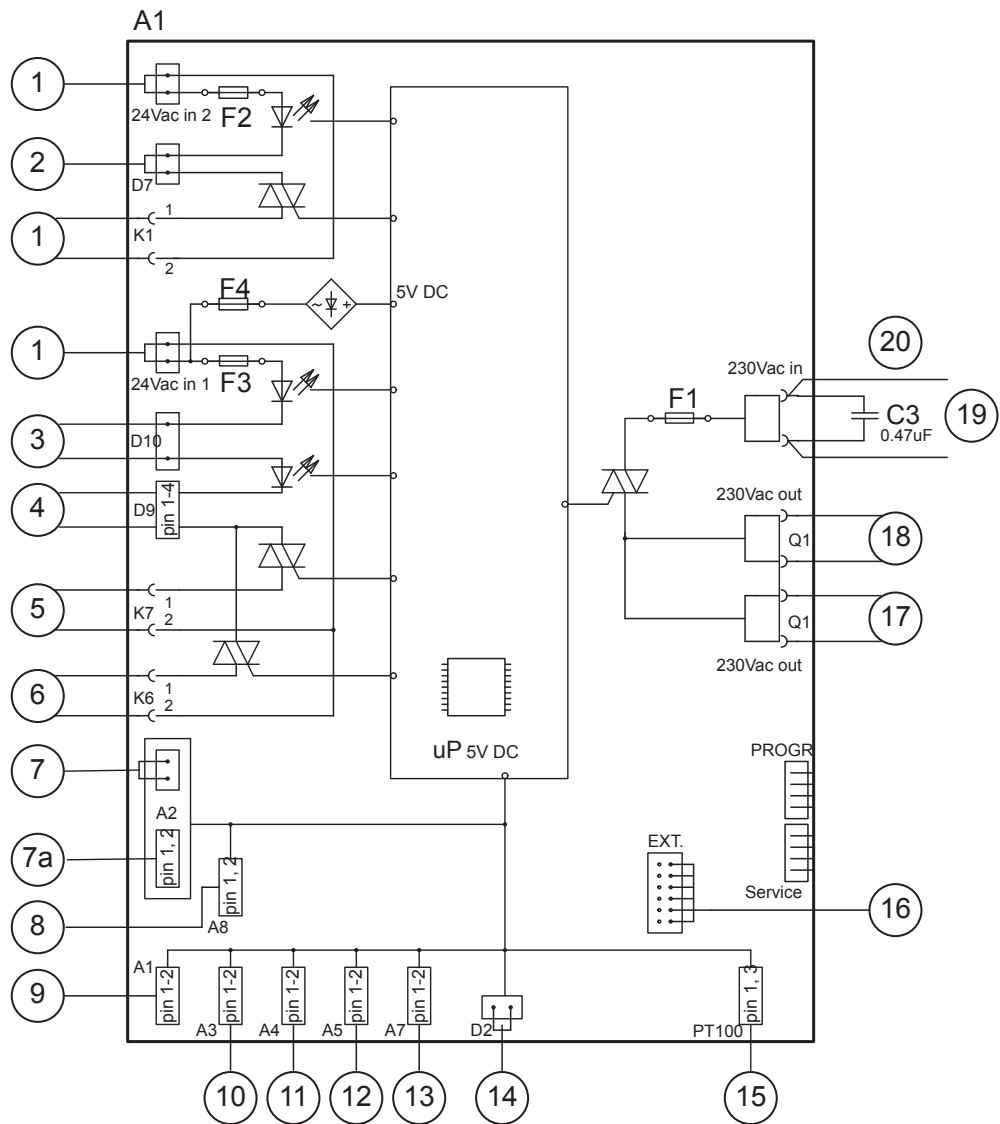 A1
1
24Vac in 2
F2
2
D7
1
1
K1
2
F4
5V DC
1
24Vac in 1
F3
20
230Vac in
F1
C3
0.47uF
19
3
D10
4
D9
pin 1-4
230Vac out
Q1
18
5
1
K7
2
Q1
17
230Vac out
6
1
K6
2
uP 5V DC
7
PROGR
A2
7a
pin 1, 2
pin 1, 2
EXT.
Service
8
A8
16
A1
9
pin 1-2
pin 1-2
pin 1-2
pin 1-2
pin 1-2
pin 1, 3
A3
A4
A5
A7
D2
PT100
10
11
12
13
14
15